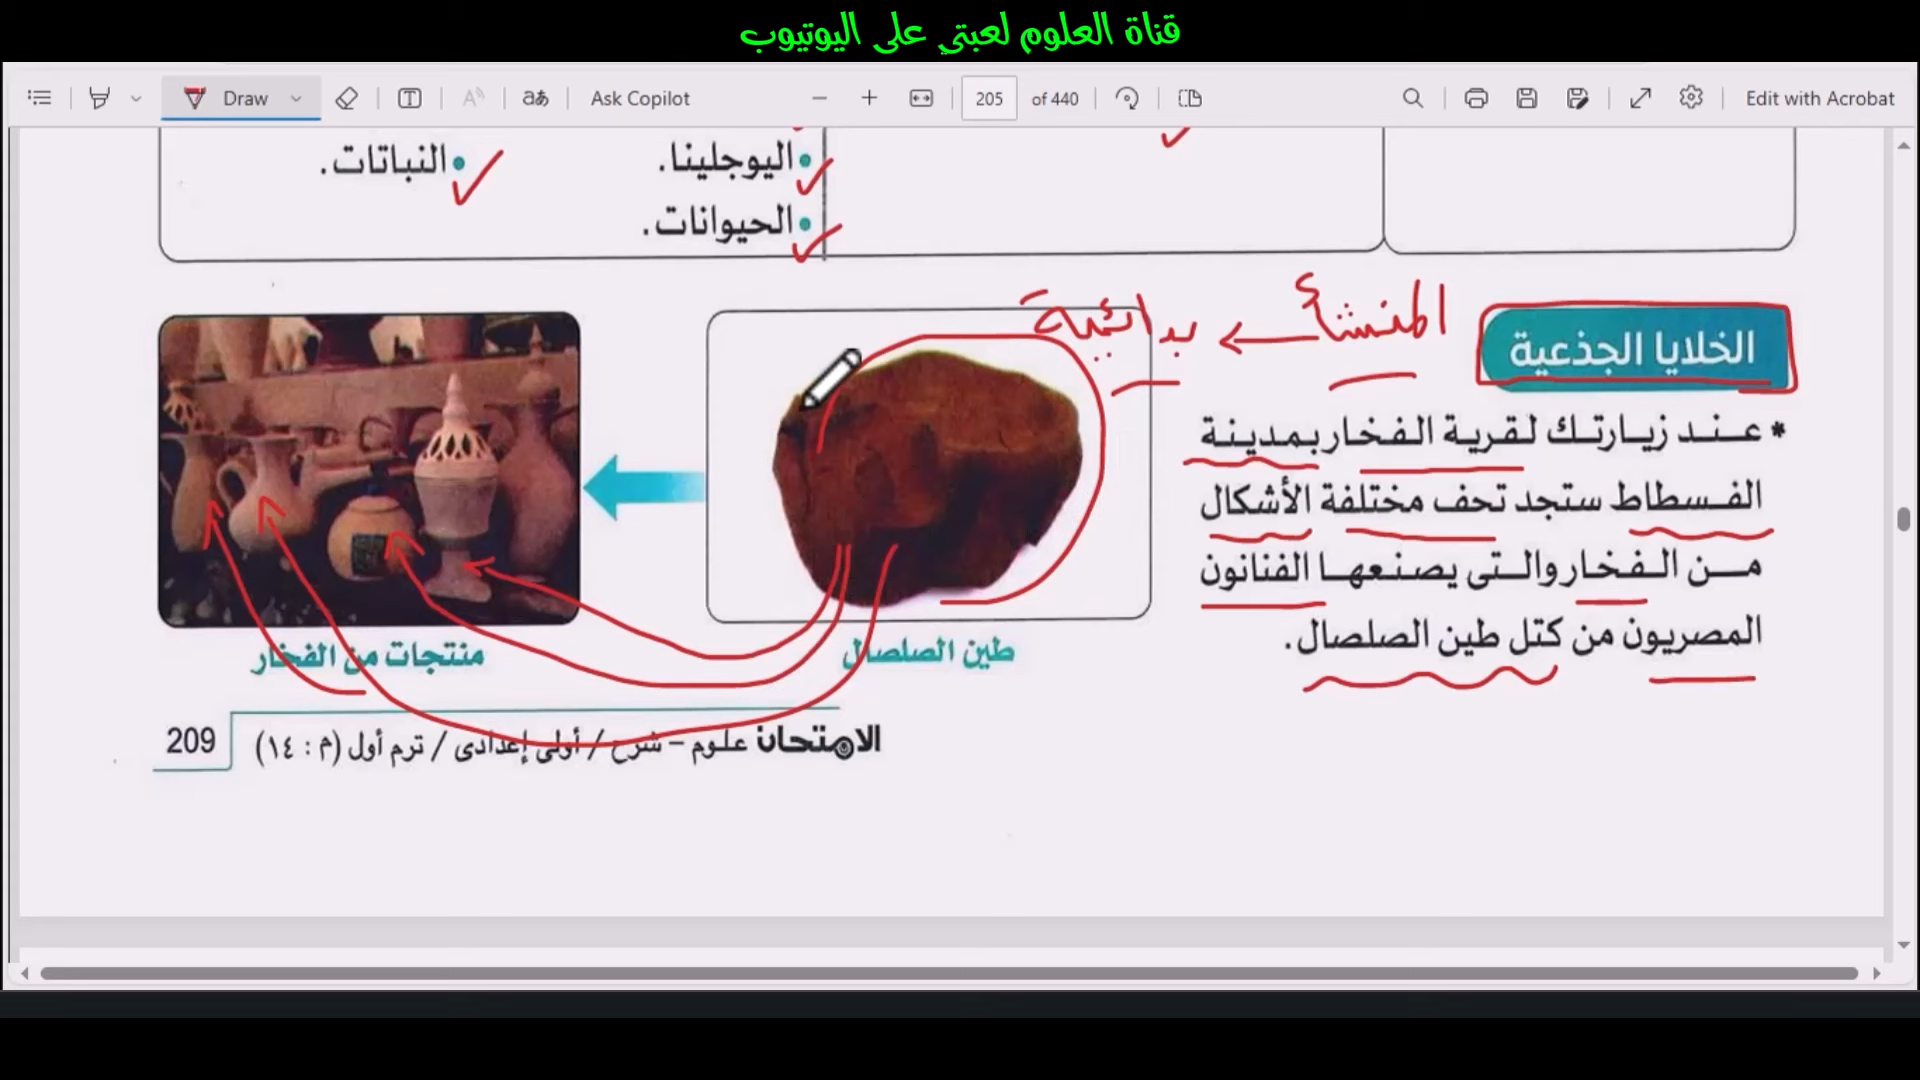 قناة العلوم لعبتي على اليوتيوب
Draw
Ask Copilot
205 of 440
Edit with Acrobat
• اليوجلينا.
• الحيوانات.
• النباتات.
الخلايا الجذعية
المنشأ ← بدائية
* عند زيارتك لقرية الفخار بمدينة
الفسطاط ستجد تحف مختلفة الأشكال
من الفخار والتى يصنعها الفنانون
المصريون من كتل طين الصلصال.
طين الصلصال
منتجات من الفخار
الامتحان علوم – شرح / أولى إعدادى / ترم أول (م : ١٤)
209